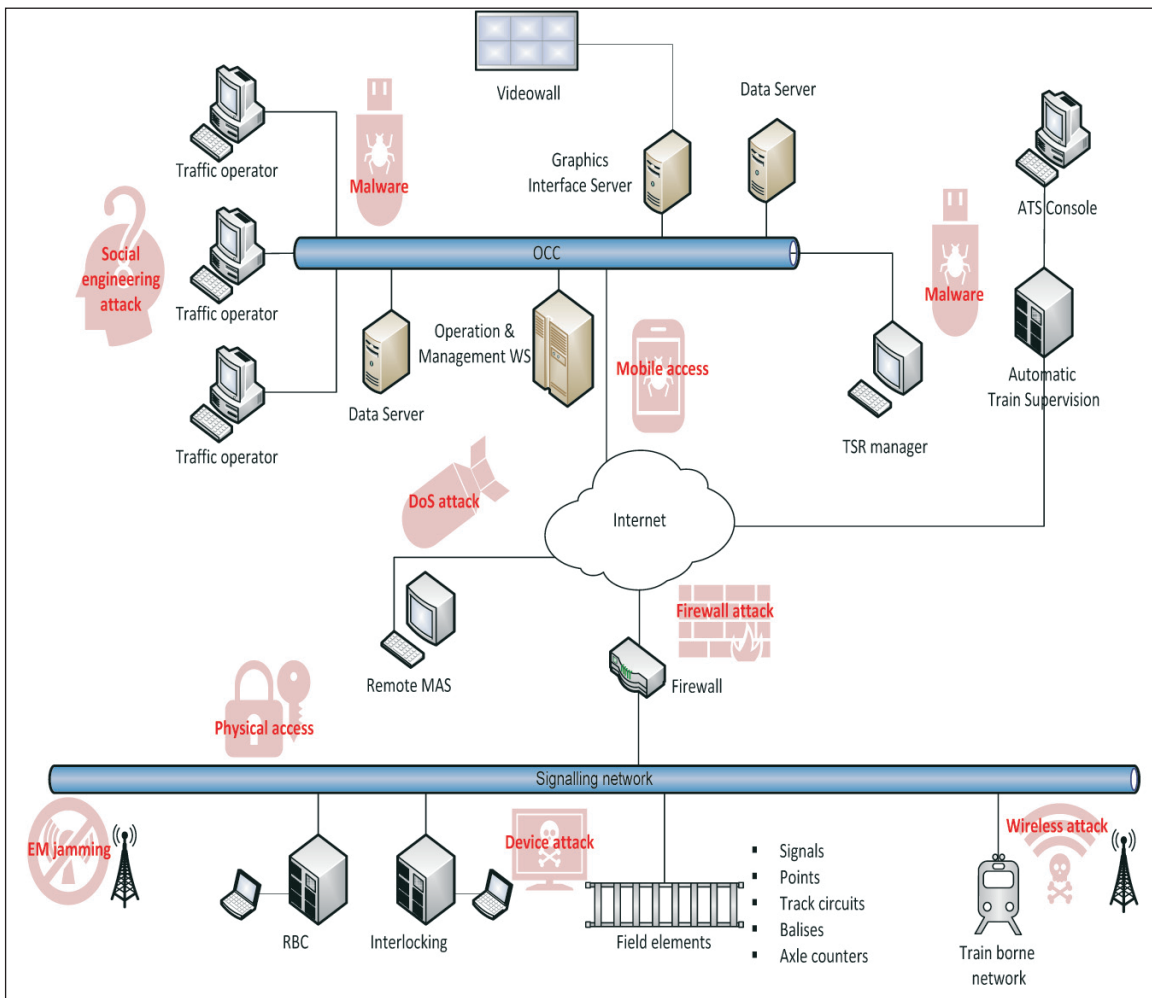 Videowall
Data Server
Traffic operator
Malware
Graphics
Interface Server
ATS Console
Social
engineering
attack
Traffic operator
OCC
Malware
Operation &
Management WS
Mobile access
Data Server
Automatic
Train Supervision
Traffic operator
TSR manager
DoS attack
Internet
Firewall attack
Remote MAS
Firewall
Physical access
Signalling network
EM jamming
Device attack
Wireless attack
RBC
Interlocking
Field elements
▪ Signals
▪ Points
▪ Track circuits
▪ Balises
▪ Axle counters
Train borne
network